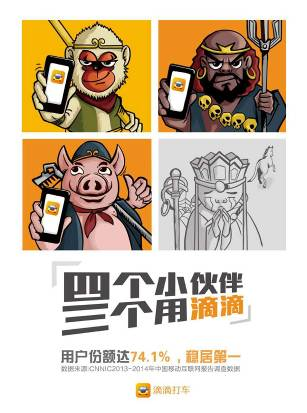 四个小伙伴
三个用滴滴
用户份额达74.1%，稳居第一
数据来源:CNNIC2013-2014年中国移动互联网报告调查数据
滴滴打车